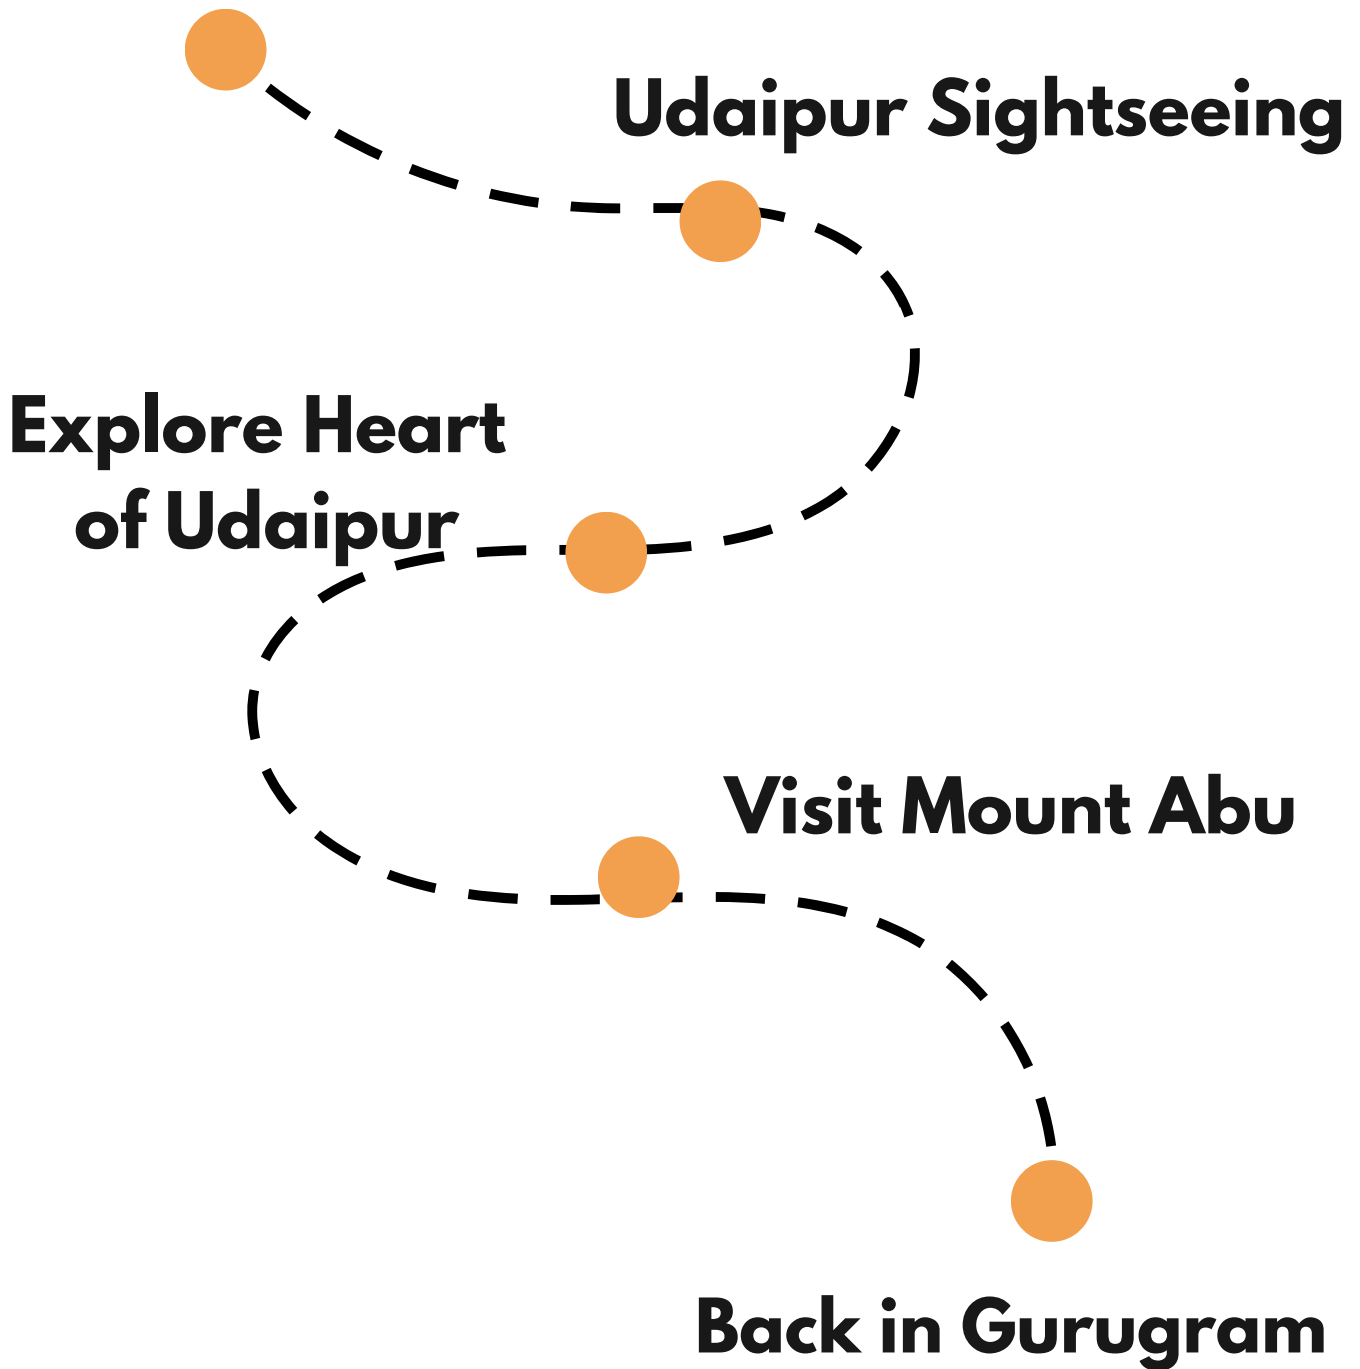 Udaipur Sightseeing
Explore Heart
of Udaipur
Visit Mount Abu
Back in Gurugram